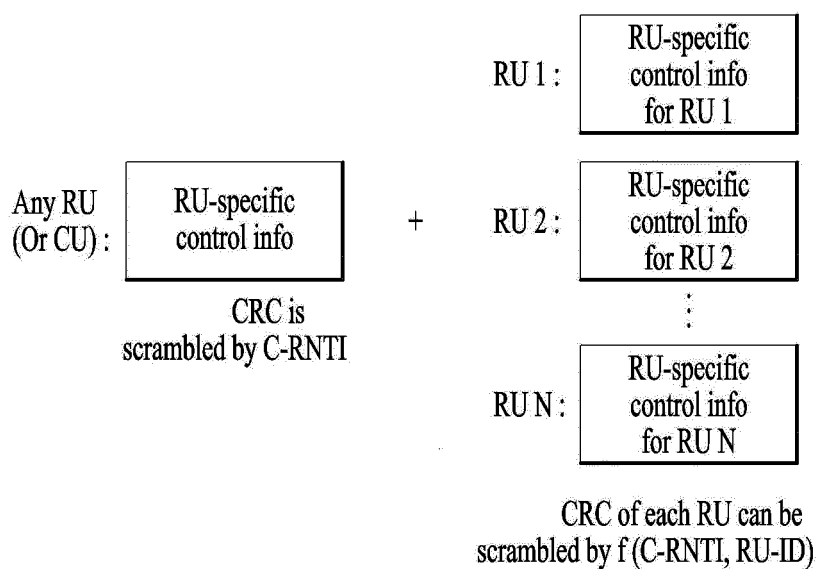 Any RU
(Or CU) :
RU-specific
control info
CRC is
scrambled by C-RNTI
+
RU 1 :
RU-specific
control info
for RU 1
RU 2 :
RU-specific
control info
for RU 2
⋮
RU N :
RU-specific
control info
for RU N
CRC of each RU can be
scrambled by f (C-RNTI, RU-ID)